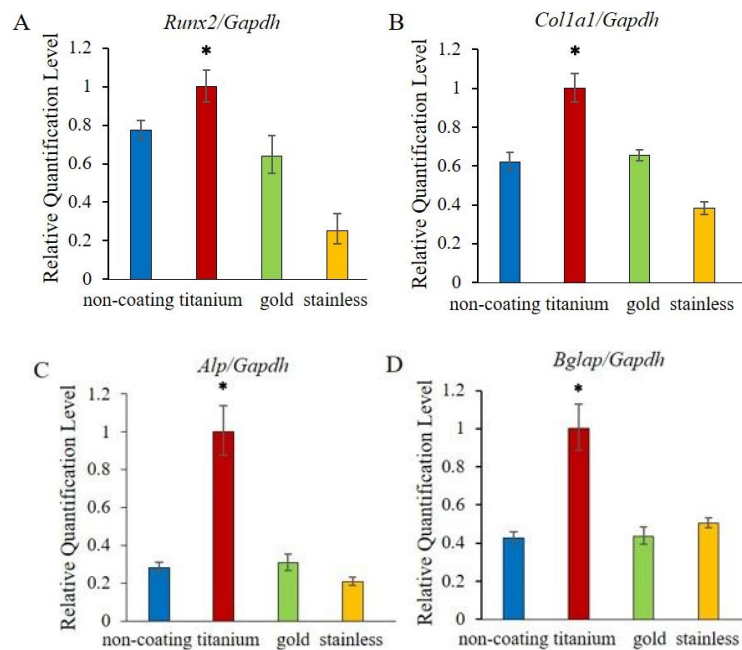 A
Runx2/Gapdh
*
Relative Quantification Level
1.2
1
0.8
0.6
0.4
0.2
0
non-coating titanium gold stainless
B
Col1a1/Gapdh
*
Relative Quantification Level
1.2
1
0.8
0.6
0.4
0.2
0
non-coating titanium gold stainless
C
Alp/Gapdh
*
Relative Quantification Level
1.2
1
0.8
0.6
0.4
0.2
0
non-coating titanium gold stainless
D
Bglap/Gapdh
*
Relative Quantification Level
1.2
1
0.8
0.6
0.4
0.2
0
non-coating titanium gold stainless